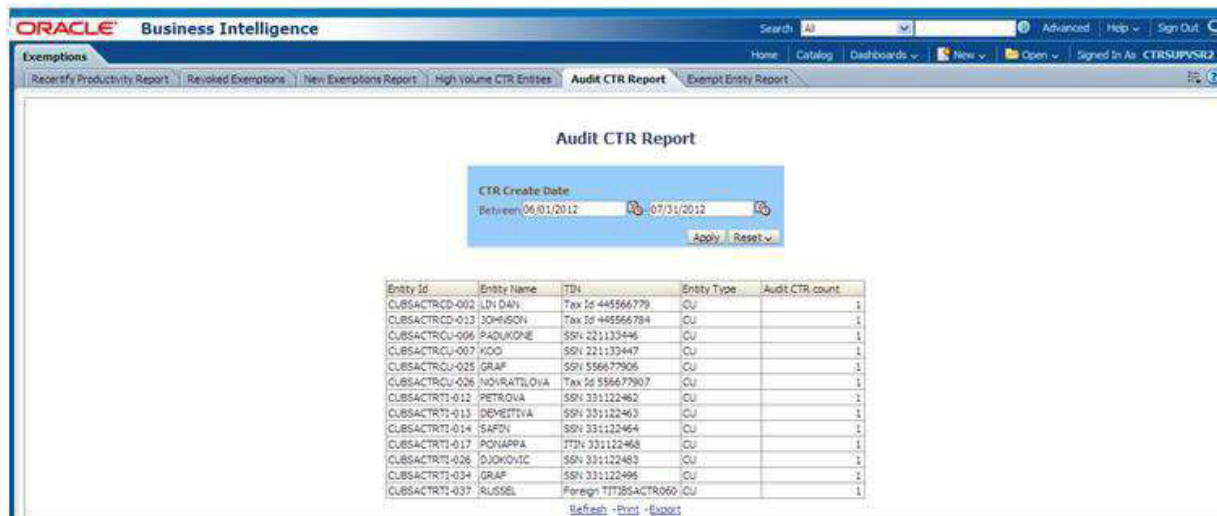 ORACLE Business Intelligence
Search All Advanced Help Sign Out
Exemptions
Home Catalog Dashboards New Open Signed In As CTRSUPVSR2
Recertify Productivity Report Revoked Exemptions New Exemptions Report High Volume CTR Entities Audit CTR Report Exempt Entity Report
Audit CTR Report
CTR Create Date
Between 06/01/2012 - 07/31/2012
Apply Reset
Entity Id Entity Name TIN Entity Type Audit CTR count
CUBSACTRCD-002 LIN DAN Tax Id 445566779 CU 1
CUBSACTRCD-013 JOHNSON Tax Id 445566784 CU 1
CUBSACTRCU-006 PADUKONE SSN 221133446 CU 1
CUBSACTRCU-007 KOO SSN 221133447 CU 1
CUBSACTRCU-025 GRAF SSN 556677906 CU 1
CUBSACTRCU-026 NOVRATILOVA Tax Id 556677907 CU 1
CUBSACTRTI-012 PETROVA SSN 331122462 CU 1
CUBSACTRTI-013 DEMEITIVA SSN 331122463 CU 1
CUBSACTRTI-014 SAFIN SSN 331122464 CU 1
CUBSACTRTI-017 PONAPPA ITIN 331122468 CU 1
CUBSACTRTI-026 DJOKOVIC SSN 331122483 CU 1
CUBSACTRTI-034 GRAF SSN 331122496 CU 1
CUBSACTRTI-037 RUSSEL Foreign TITIBSACTR060 CU 1
Refresh - Print - Export